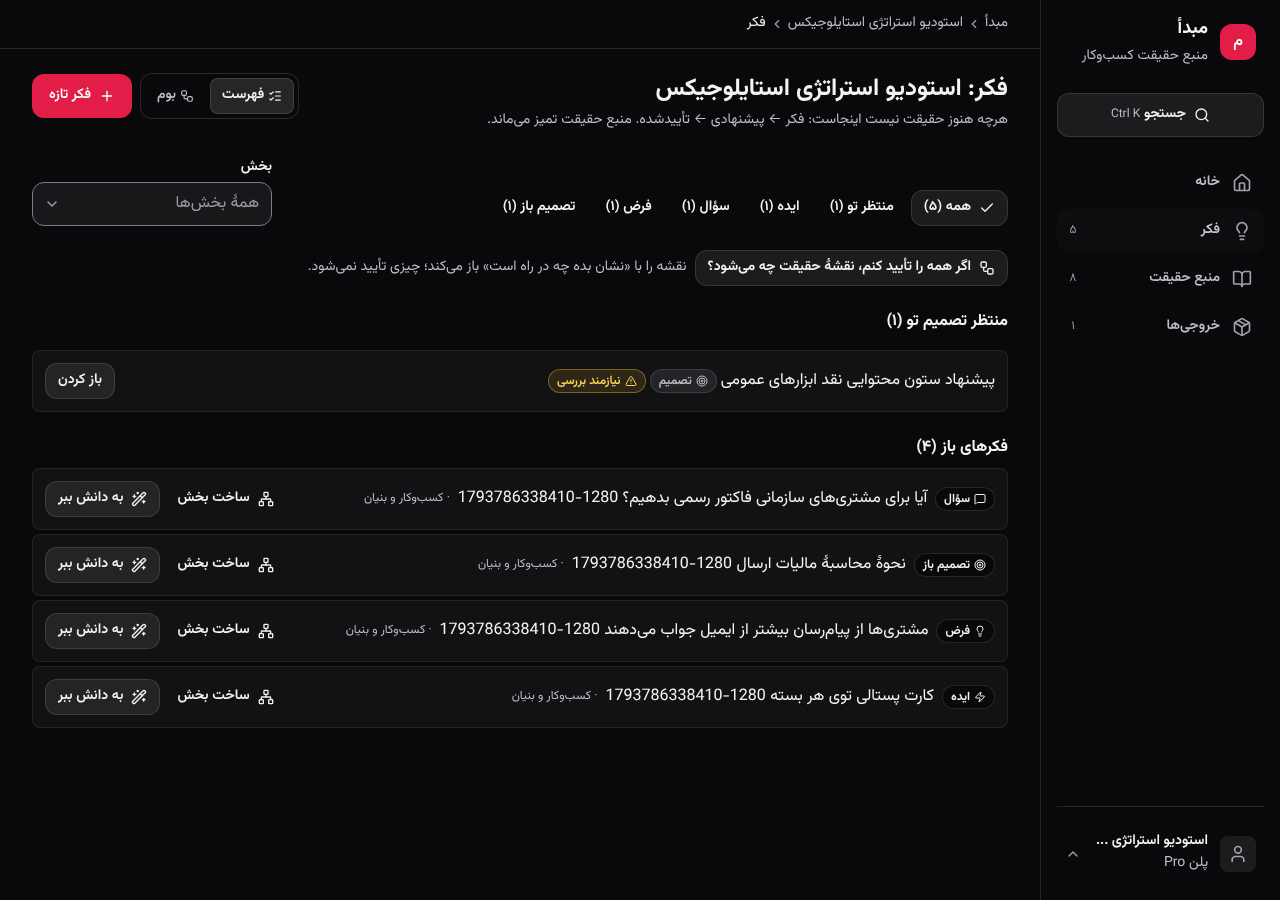 م
مبدأ
منبع حقیقت کسب‌وکار
جستجو Ctrl K
خانه
فکر ۵
منبع حقیقت ۸
خروجی‌ها ۱
استودیو استراتژی ...
پلن Pro
مبدأ › استودیو استراتژی استایلوجیکس › فکر
فکر: استودیو استراتژی استایلوجیکس
هرچه هنوز حقیقت نیست اینجاست: فکر ← پیشنهادی ← تأییدشده. منبع حقیقت تمیز می‌ماند.
فهرست
بوم
فکر تازه
بخش
همهٔ بخش‌ها
همه (۵)
منتظر تو (۱)
ایده (۱)
سؤال (۱)
فرض (۱)
تصمیم باز (۱)
اگر همه را تأیید کنم، نقشهٔ حقیقت چه می‌شود؟
نقشه را با «نشان بده چه در راه است» باز می‌کند؛ چیزی تأیید نمی‌شود.
منتظر تصمیم تو (۱)
پیشنهاد ستون محتوایی نقد ابزارهای عمومی تصمیم نیازمند بررسی باز کردن
فکرهای باز (۴)
سؤال آیا برای مشتری‌های سازمانی فاکتور رسمی بدهیم؟ 1280-1793786338410 · کسب‌وکار و بنیان ساخت بخش به دانش ببر
تصمیم باز نحوهٔ محاسبهٔ مالیات ارسال 1280-1793786338410 · کسب‌وکار و بنیان ساخت بخش به دانش ببر
فرض مشتری‌ها از پیام‌رسان بیشتر از ایمیل جواب می‌دهند 1280-1793786338410 · کسب‌وکار و بنیان ساخت بخش به دانش ببر
ایده کارت پستالی توی هر بسته 1280-1793786338410 · کسب‌وکار و بنیان ساخت بخش به دانش ببر